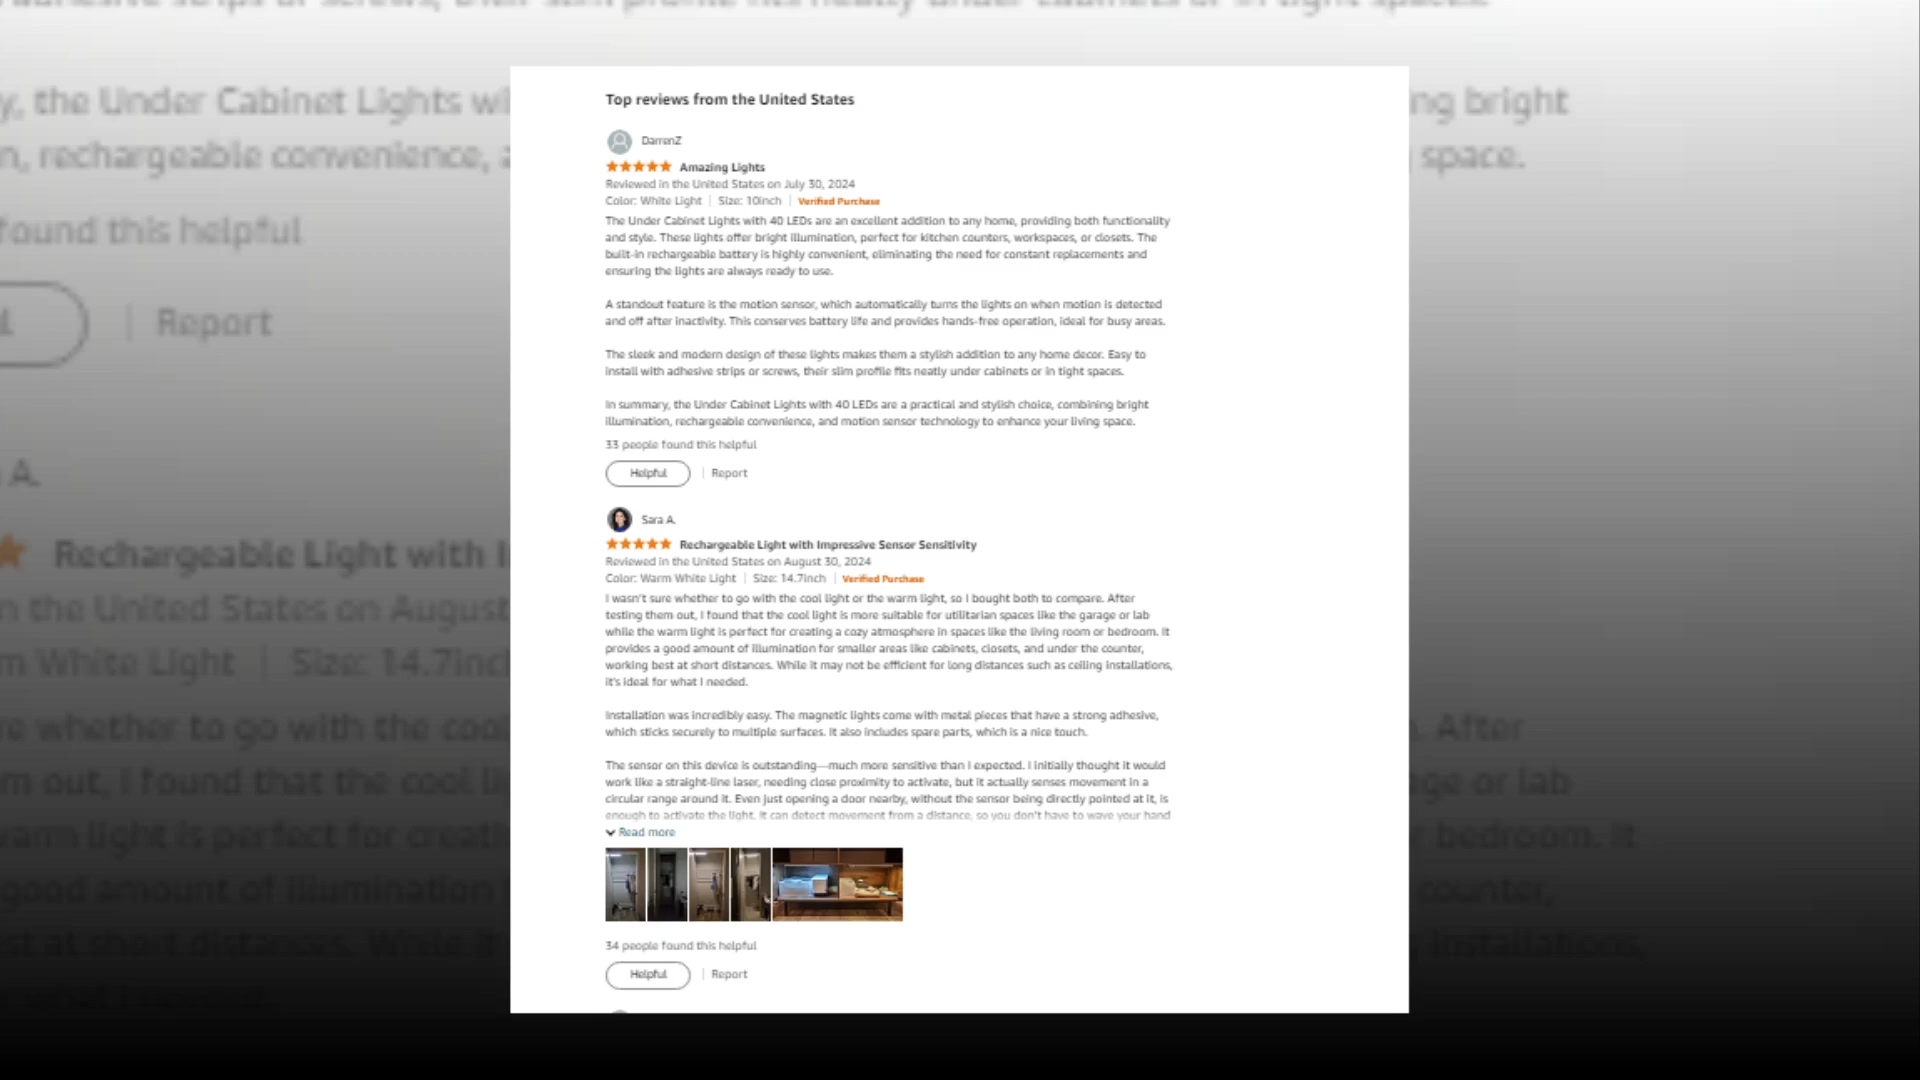 Top reviews from the United States
DarrenZ
Amazing Lights
Reviewed in the United States on July 30, 2024
Color: White Light | Size: 10inch | Verified Purchase
The Under Cabinet Lights with 40 LEDs are an excellent addition to any home, providing both functionality
and style. These lights offer bright illumination, perfect for kitchen counters, workspaces, or closets. The
built-in rechargeable battery is highly convenient, eliminating the need for constant replacements and
ensuring the lights are always ready to use.
A standout feature is the motion sensor, which automatically turns the lights on when motion is detected
and off after inactivity. This conserves battery life and provides hands-free operation, ideal for busy areas.
The sleek and modern design of these lights makes them a stylish addition to any home decor. Easy to
install with adhesive strips or screws, their slim profile fits neatly under cabinets or in tight spaces.
In summary, the Under Cabinet Lights with 40 LEDs are a practical and stylish choice, combining bright
illumination, rechargeable convenience, and motion sensor technology to enhance your living space.
33 people found this helpful
Helpful | Report
Sara A.
Rechargeable Light with Impressive Sensor Sensitivity
Reviewed in the United States on August 30, 2024
Color: Warm White Light | Size: 14.7inch | Verified Purchase
I wasn't sure whether to go with the cool light or the warm light, so I bought both to compare. After
testing them out, I found that the cool light is more suitable for utilitarian spaces like the garage or lab
while the warm light is perfect for creating a cozy atmosphere in spaces like the living room or bedroom. It
provides a good amount of illumination for smaller areas like cabinets, closets, and under the counter,
working best at short distances. While it may not be efficient for long distances such as ceiling installations,
it's ideal for what I needed.
Installation was incredibly easy. The magnetic lights come with metal pieces that have a strong adhesive,
which sticks securely to multiple surfaces. It also includes spare parts, which is a nice touch.
The sensor on this device is outstanding—much more sensitive than I expected. I initially thought it would
work like a straight-line laser, needing close proximity to activate, but it actually senses movement in a
circular range around it. Even just opening a door nearby, without the sensor being directly pointed at it, is
enough to activate the light. It can detect movement from a distance, so you don't have to wave your hand
Read more
34 people found this helpful
Helpful | Report